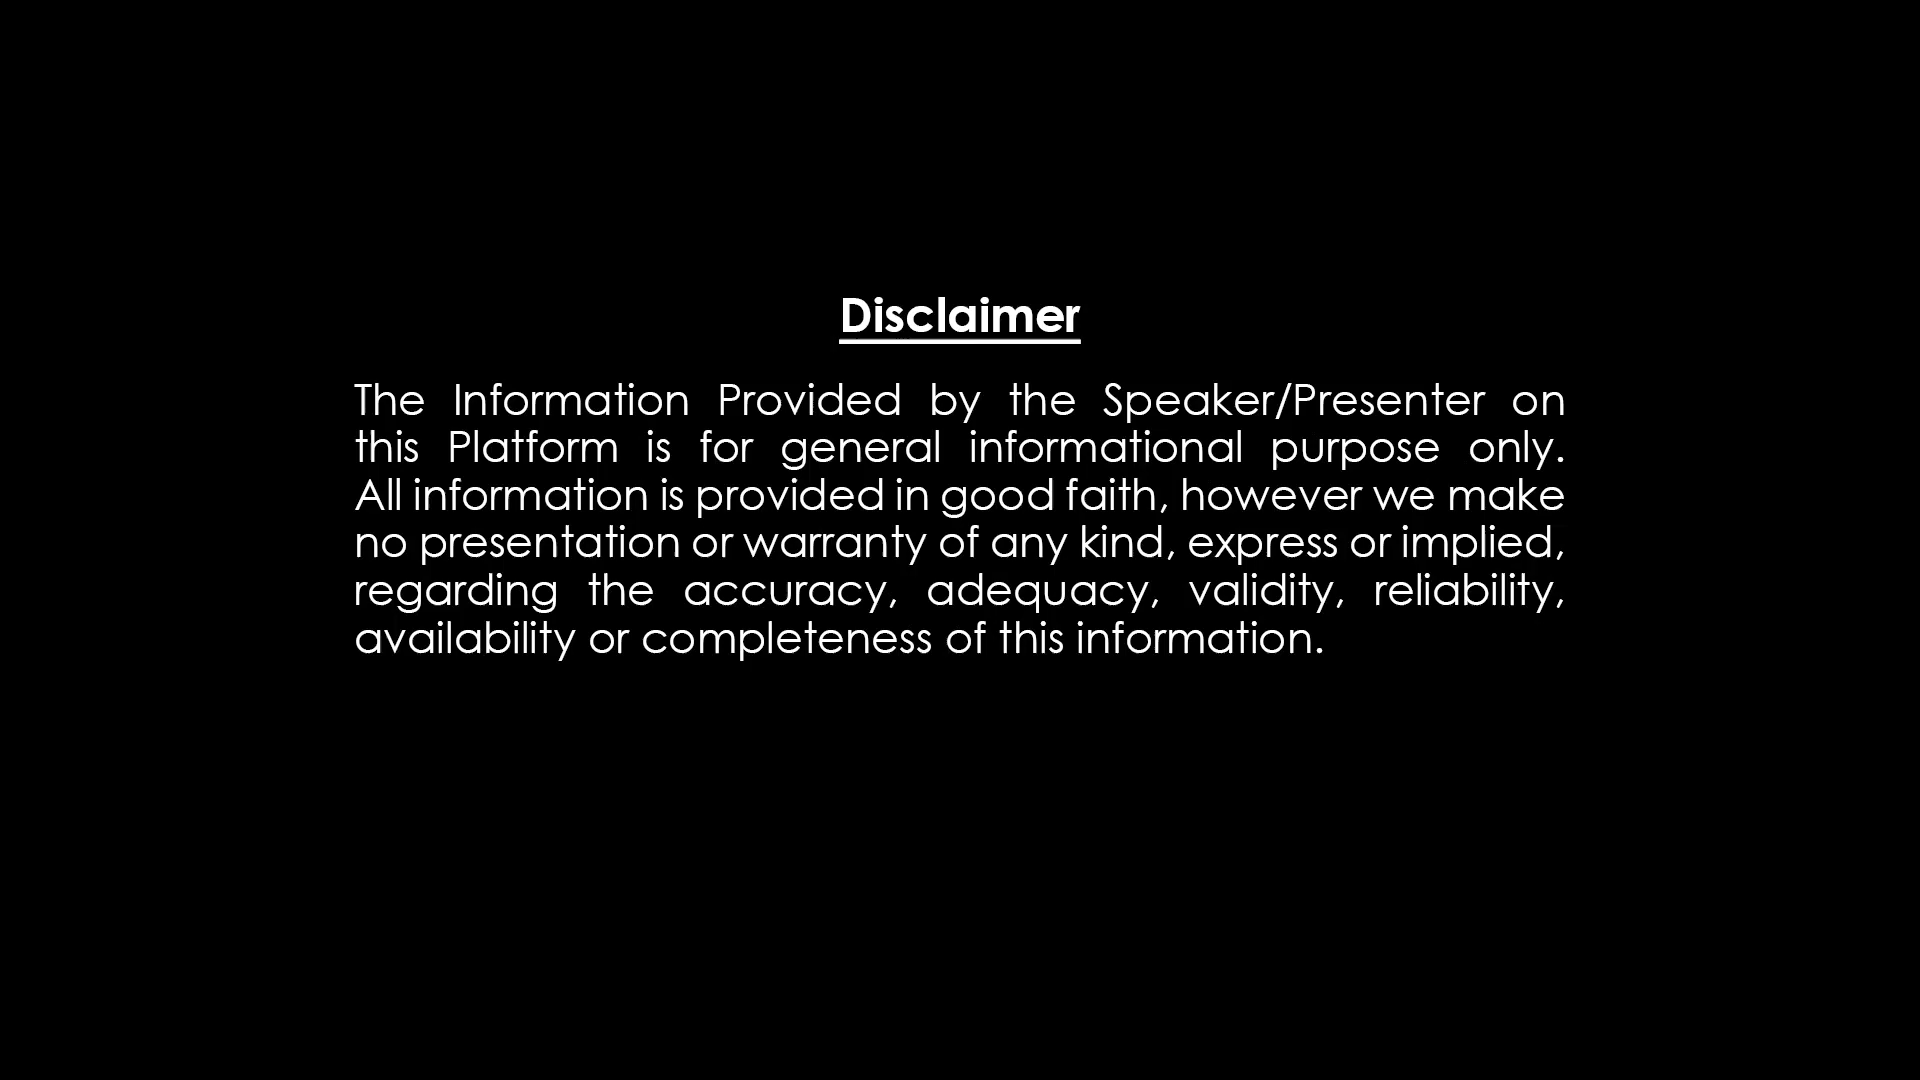 Disclaimer
The Information Provided by the Speaker/Presenter on
this Platform is for general informational purpose only.
All information is provided in good faith, however we make
no presentation or warranty of any kind, express or implied,
regarding the accuracy, adequacy, validity, reliability,
availability or completeness of this information.